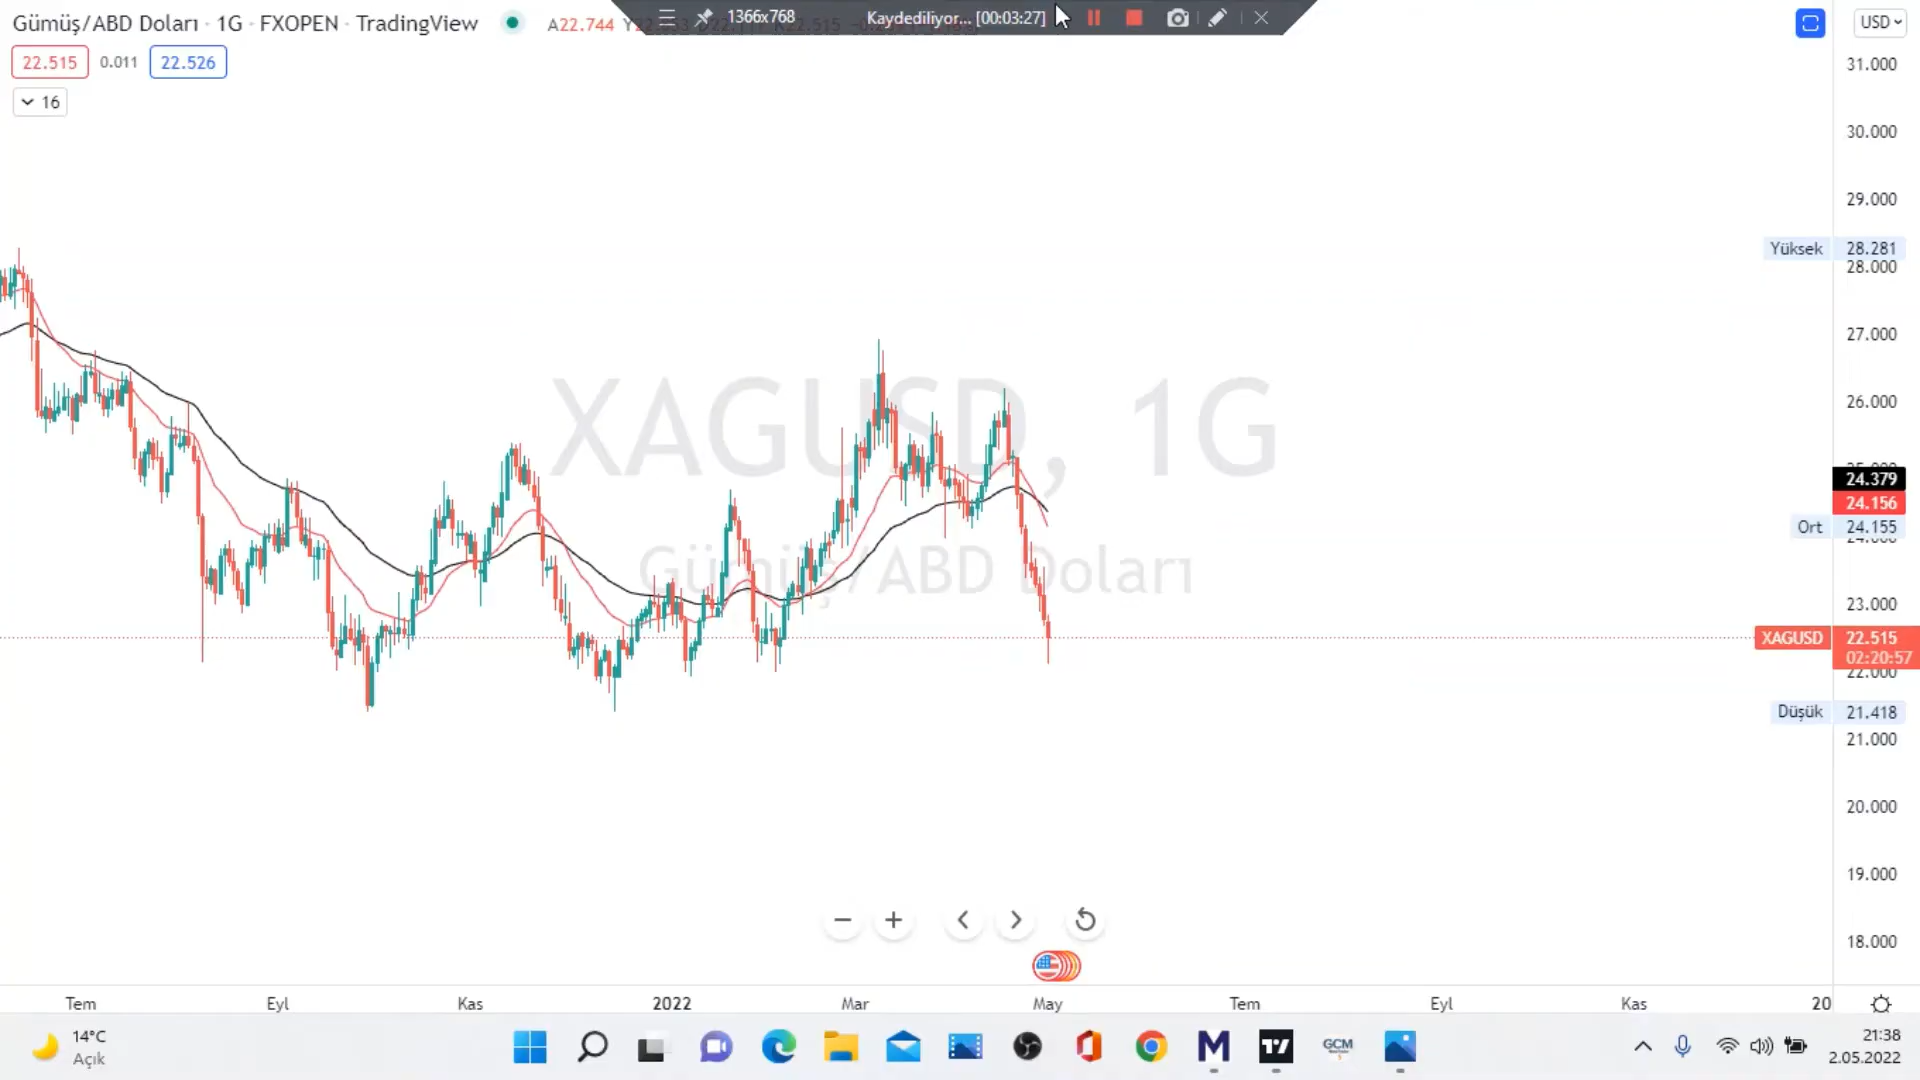 Gümüş/ABD Doları · 1G · FXOPEN · TradingView
A22.744
1366x768
Kaydediliyor... [00:03:27]
USD
22.515
0.011
22.526
16
31.000
30.000
29.000
Yüksek 28.281
28.000
27.000
26.000
XAGUSD, 1G
24.379
24.156
Ort 24.155
Gümüş/ABD Doları
23.000
XAGUSD 22.515
02:20:57
22.000
Düşük 21.418
21.000
20.000
19.000
18.000
Tem Eyl Kas 2022 Mar May Tem Eyl Kas 20
14°C
Açık
GCM
21:38
2.05.2022